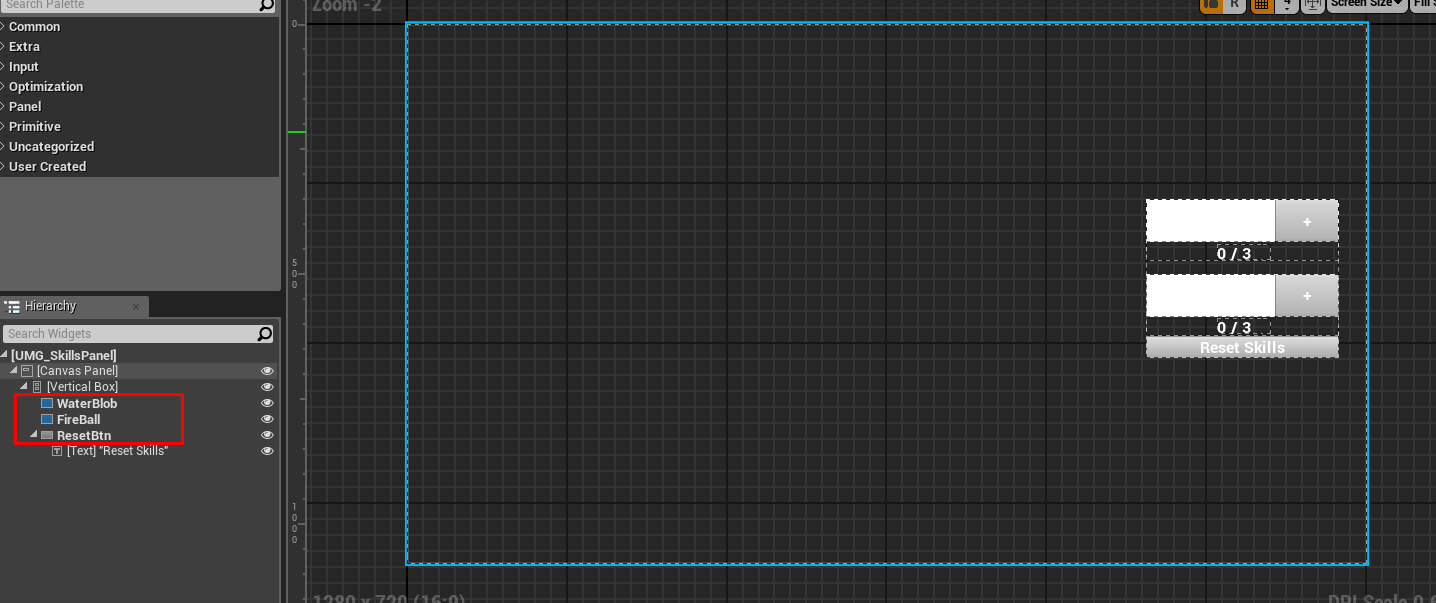 Search Palette
Common
Extra
Input
Optimization
Panel
Primitive
Uncategorized
User Created
Hierarchy
Search Widgets
[UMG_SkillsPanel]
[Canvas Panel]
[Vertical Box]
WaterBlob
FireBall
ResetBtn
[Text] "Reset Skills"
Zoom -2
R
4
Screen Size
Fill S
0
500
1000
+
0 / 3
+
0 / 3
Reset Skills
1280 x 720 (16:9)
DPI Scale 0